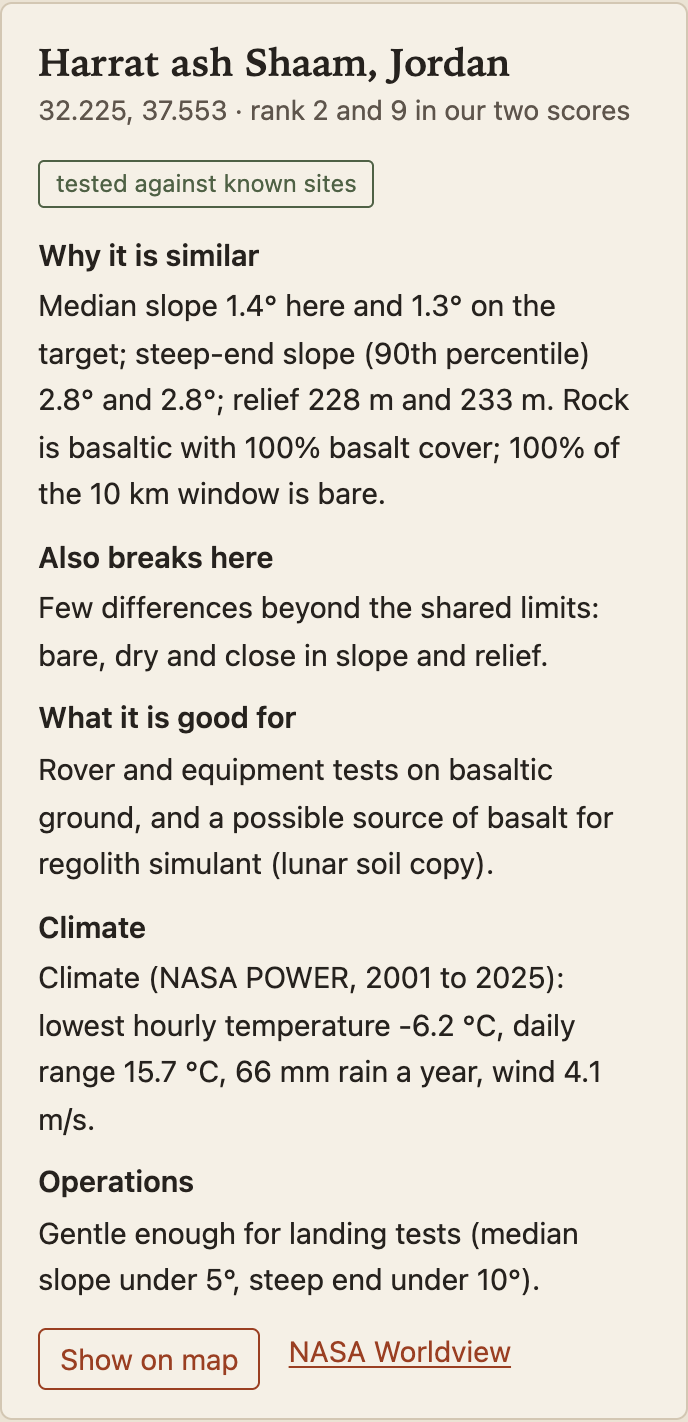 Harrat ash Shaam, Jordan
32.225, 37.553 · rank 2 and 9 in our two scores
tested against known sites
Why it is similar
Median slope 1.4° here and 1.3° on the
target; steep-end slope (90th percentile)
2.8° and 2.8°; relief 228 m and 233 m. Rock
is basaltic with 100% basalt cover; 100% of
the 10 km window is bare.
Also breaks here
Few differences beyond the shared limits:
bare, dry and close in slope and relief.
What it is good for
Rover and equipment tests on basaltic
ground, and a possible source of basalt for
regolith simulant (lunar soil copy).
Climate
Climate (NASA POWER, 2001 to 2025):
lowest hourly temperature -6.2 °C, daily
range 15.7 °C, 66 mm rain a year, wind 4.1
m/s.
Operations
Gentle enough for landing tests (median
slope under 5°, steep end under 10°).
Show on map NASA Worldview